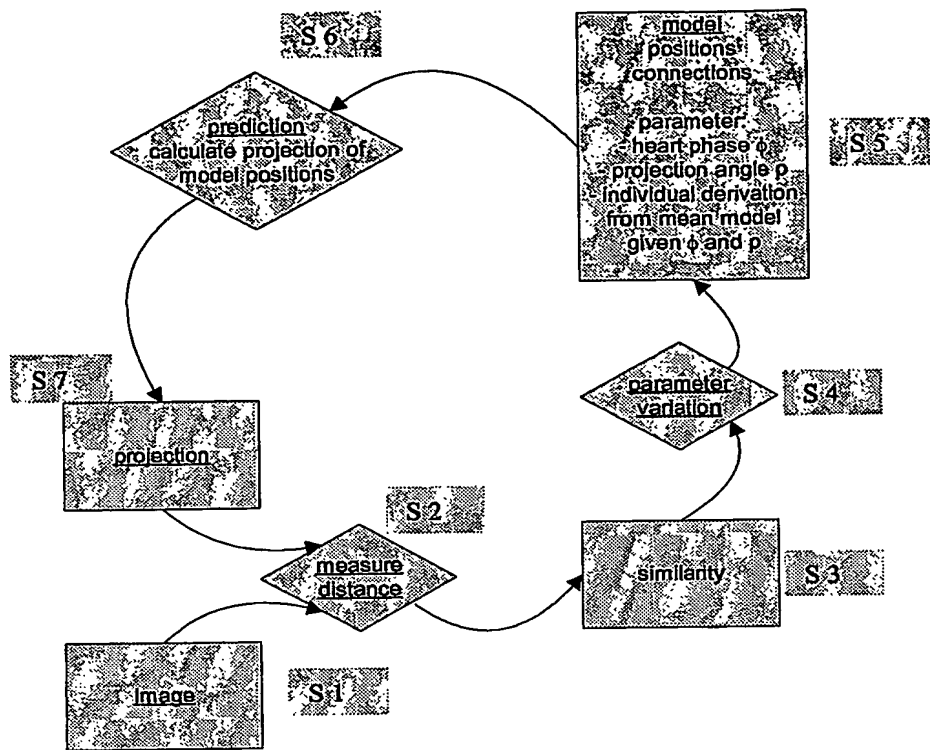 S 6
model
positions
connections
parameter:
- heart phase ϕ
- projection angle ρ
individual derivation
from mean model
given ϕ and ρ
S 5
prediction
calculate projection of
model positions
S 7
projection
parameter
variation
S 4
S 2
measure
distance
similarity
S 3
Image
S 1